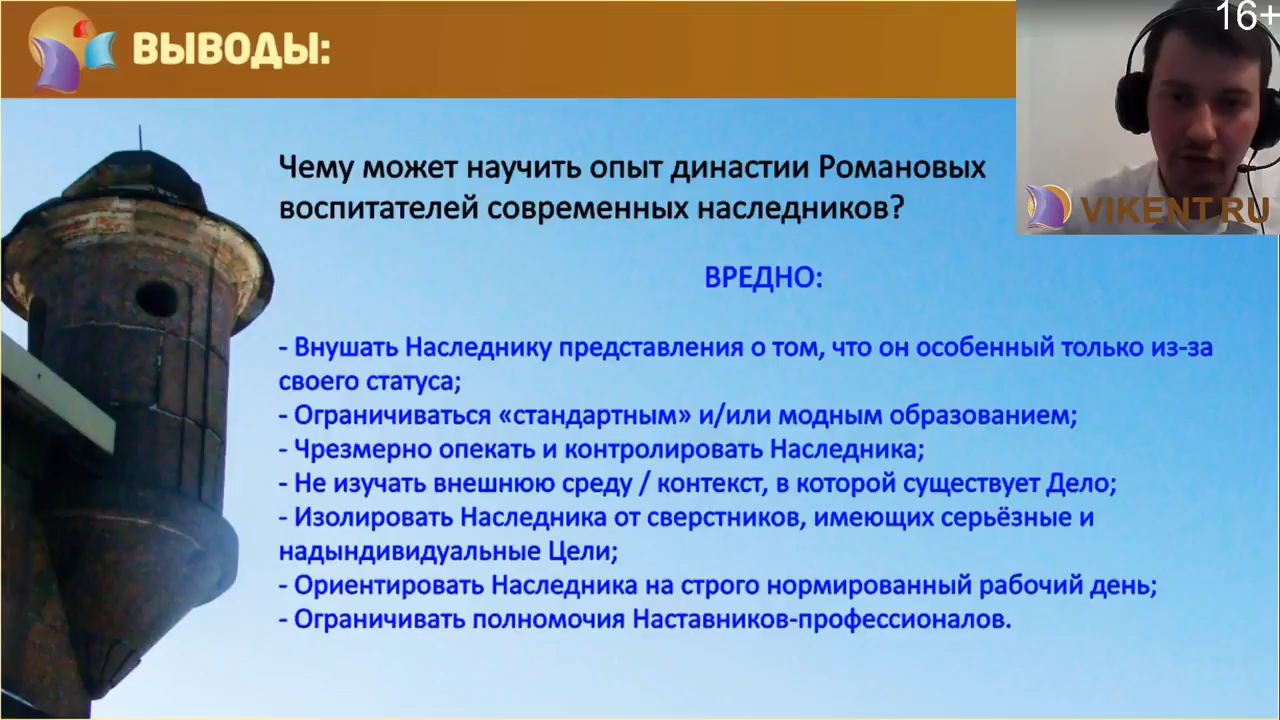 ВЫВОДЫ:
16+
VIKENT.RU
Чему может научить опыт династии Романовых
воспитателей современных наследников?
ВРЕДНО:
- Внушать Наследнику представления о том, что он особенный только из-за
своего статуса;
- Ограничиваться «стандартным» и/или модным образованием;
- Чрезмерно опекать и контролировать Наследника;
- Не изучать внешнюю среду / контекст, в которой существует Дело;
- Изолировать Наследника от сверстников, имеющих серьёзные и
надындивидуальные Цели;
- Ориентировать Наследника на строго нормированный рабочий день;
- Ограничивать полномочия Наставников-профессионалов.